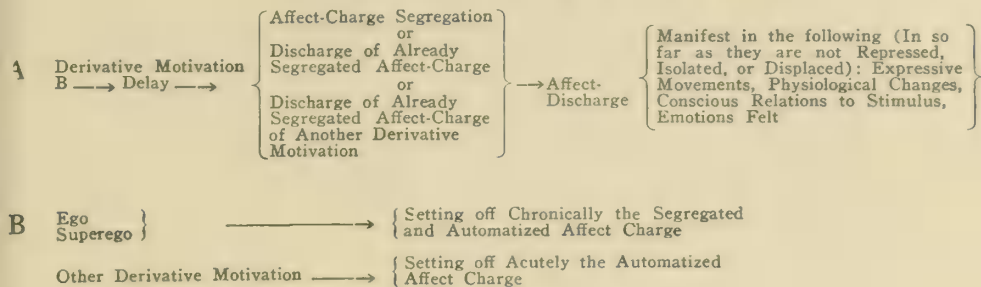 A
Derivative Motivation
B → Delay →
Affect-Charge Segregation
or
Discharge of Already
Segregated Affect-Charge
or
Discharge of Already
Segregated Affect-Charge
of Another Derivative
Motivation
→ Affect-
Discharge
Manifest in the following (In so
far as they are not Repressed,
Isolated, or Displaced): Expressive
Movements, Physiological Changes,
Conscious Relations to Stimulus,
Emotions Felt
B
Ego
Superego
→
Setting off Chronically the Segregated
and Automatized Affect Charge
Other Derivative Motivation →
Setting off Acutely the Automatized
Affect Charge